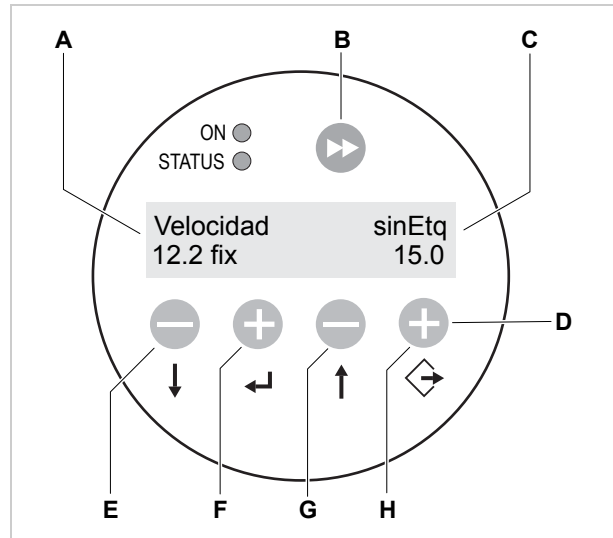 A B C
ON
STATUS
Velocidad sinEtq
12.2 fix 15.0
D
E F G H